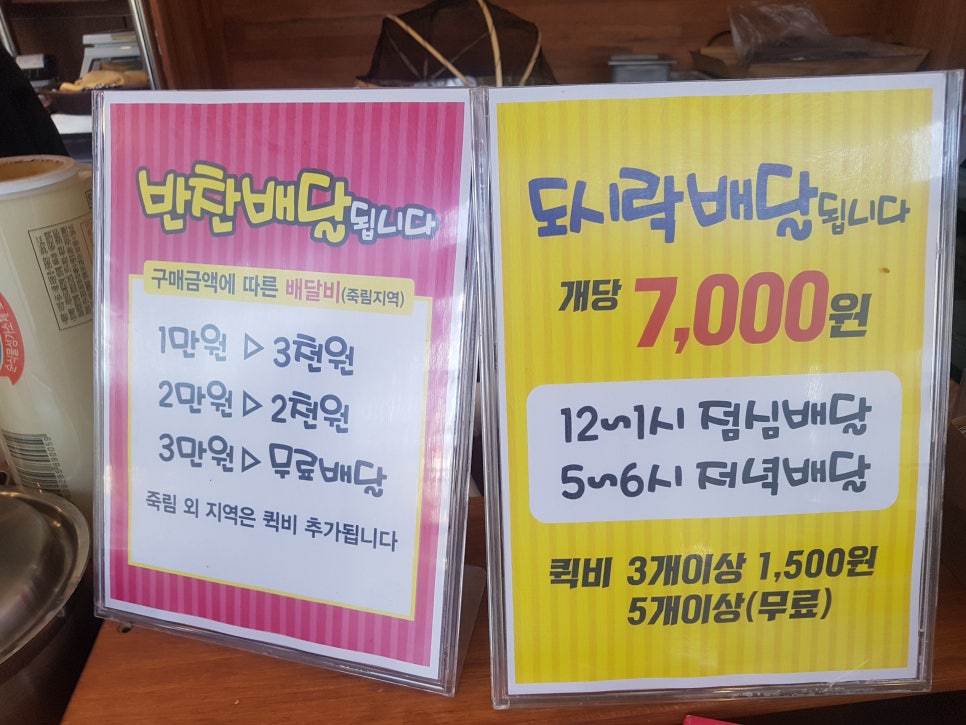 반찬배달됩니다
구매금액에 따른 배달비(죽림지역)
1만원 ▷ 3천원
2만원 ▷ 2천원
3만원 ▷ 무료배달
죽림 외 지역은 퀵비 추가됩니다
도시락배달됩니다
개당 7,000원
12~1시 점심배달
5~6시 저녁배달
퀵비 3개이상 1,500원
5개이상(무료)